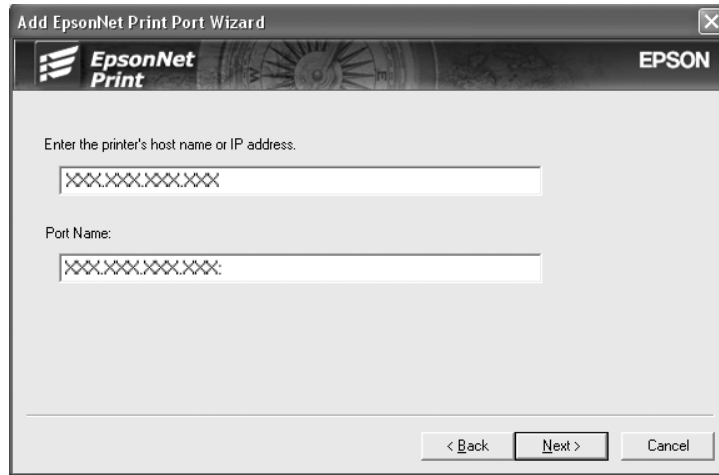 Add EpsonNet Print Port Wizard
EpsonNet
Print
EPSON
Enter the printer's host name or IP address.
XXX.XXX.XXX.XXX
Port Name:
XXX.XXX.XXX.XXX:
< Back
Next >
Cancel